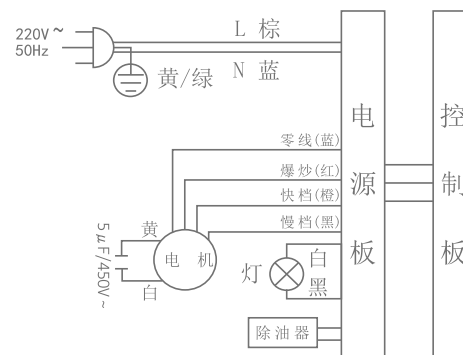 220V~
50Hz
L 棕
N 蓝
黄/绿
零线(蓝)
爆炒(红)
快档(橙)
慢档(黑)
电源板
控制板
黄
白
电 机
5μF/450V~
灯
白
黑
除油器